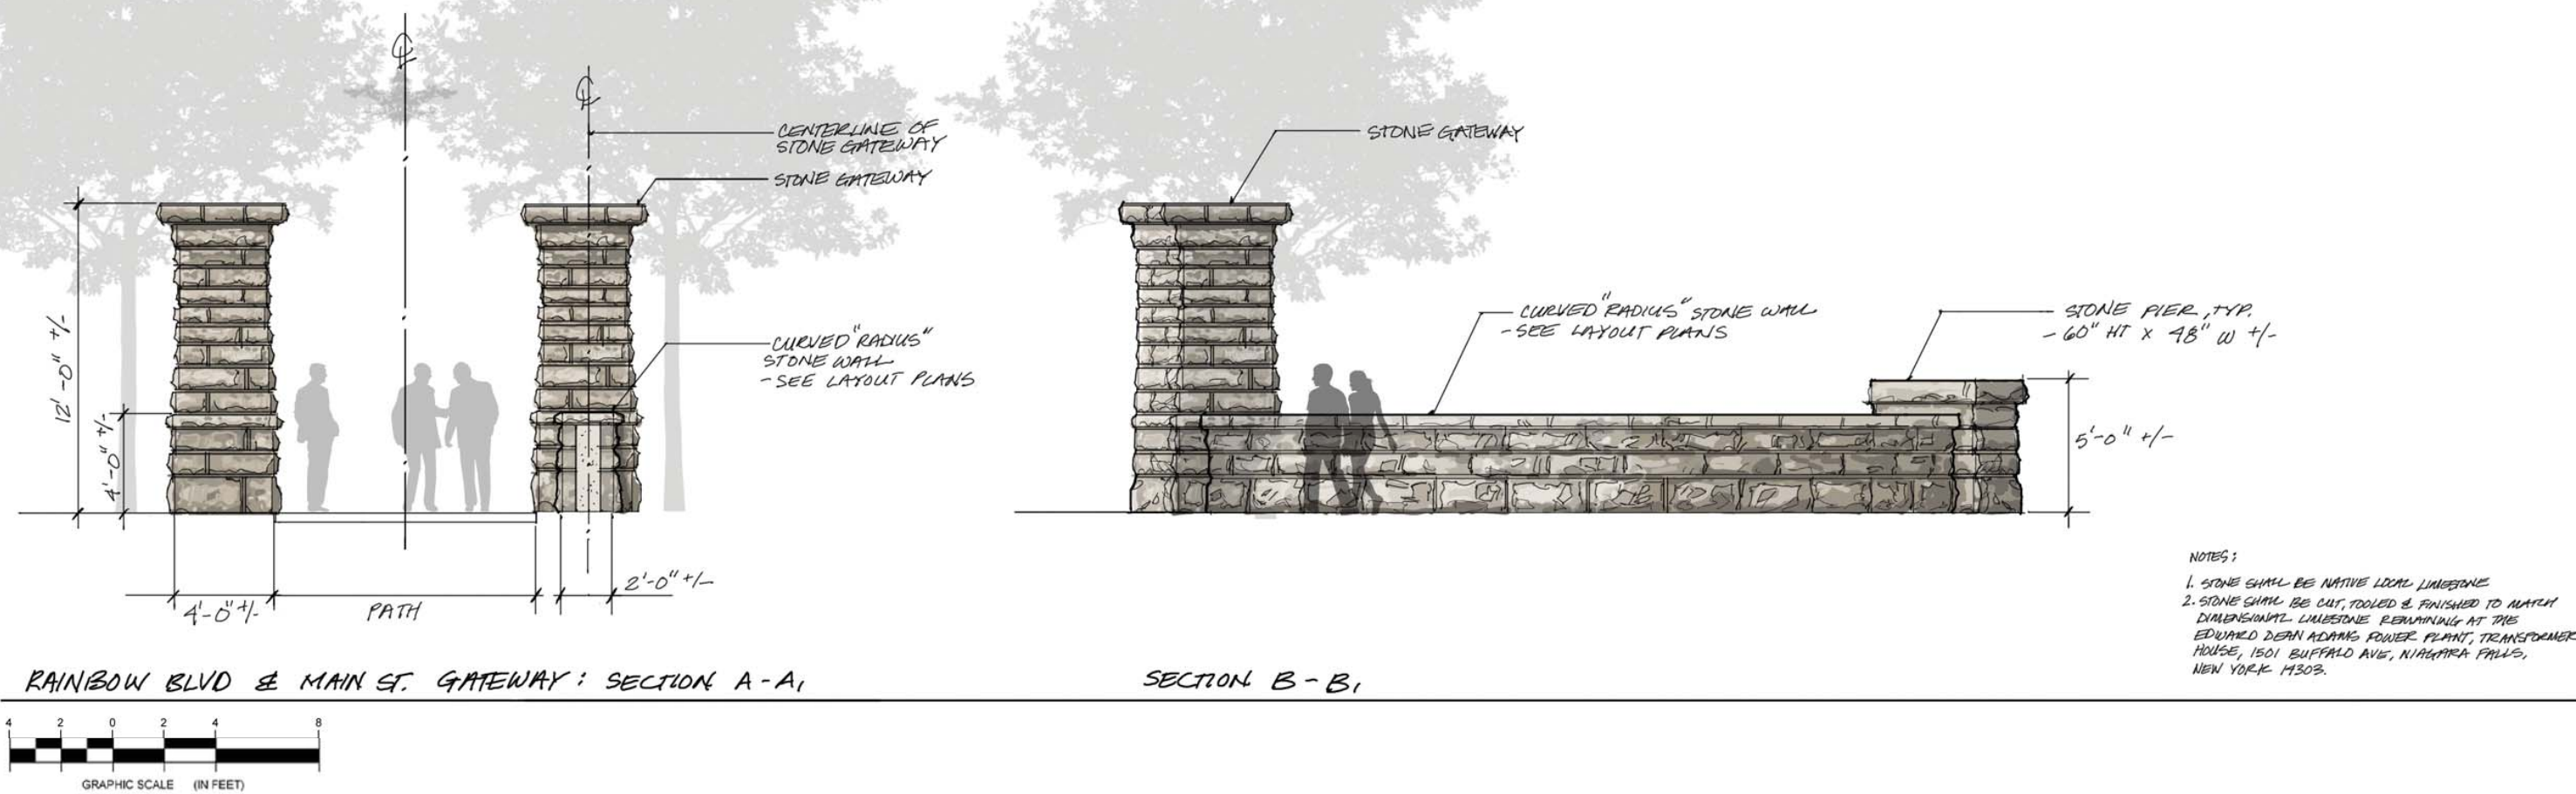 ℄
℄
CENTERLINE OF
STONE GATEWAY
STONE GATEWAY
CURVED "RADIUS"
STONE WALL
- SEE LAYOUT PLANS
12'-0" +/-
4'-0" +/-
4'-0" +/-
PATH
2'-0" +/-
RAINBOW BLVD & MAIN ST. GATEWAY: SECTION A-A,
STONE GATEWAY
CURVED "RADIUS" STONE WALL
- SEE LAYOUT PLANS
STONE PIER, TYP.
- 60" HT X 48" W +/-
5'-0" +/-
SECTION B-B,
NOTES:
1. STONE SHALL BE NATIVE LOCAL LIMESTONE
2. STONE SHALL BE CUT, TOOLED & FINISHED TO MATCH
DIMENSIONAL LIMESTONE REMAINING AT THE
EDWARD DEAN ADAMS POWER PLANT, TRANSFORMER
HOUSE, 1501 BUFFALO AVE, NIAGARA FALLS,
NEW YORK 14303.
4 2 0 2 4 8
GRAPHIC SCALE (IN FEET)